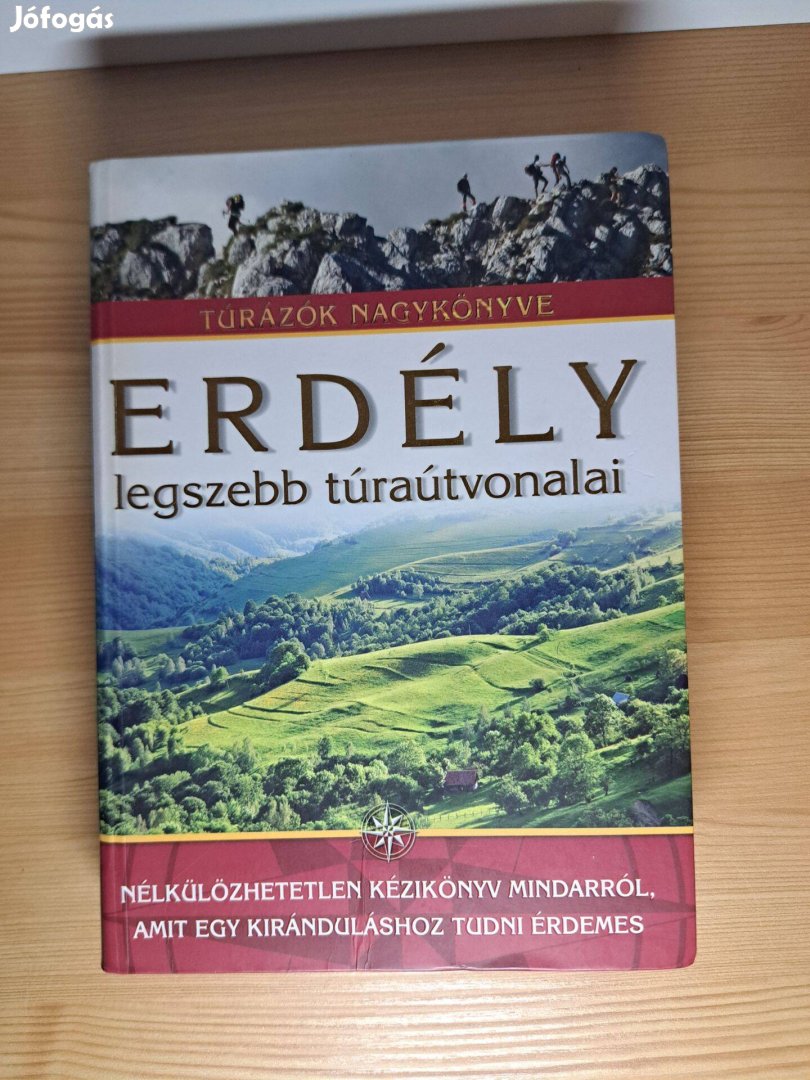 Jófogás
TÚRÁZÓK NAGYKÖNYVE
ERDÉLY
legszebb túraútvonalai
NÉLKÜLÖZHETETLEN KÉZIKÖNYV MINDARRÓL,
AMIT EGY KIRÁNDULÁSHOZ TUDNI ÉRDEMES